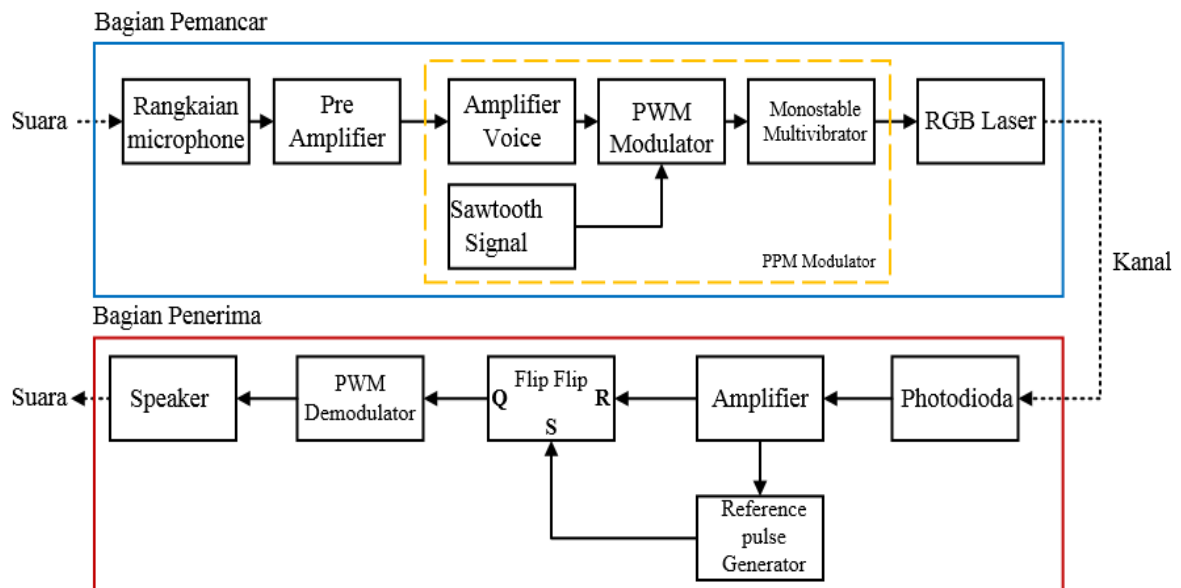 Bagian Pemancar
Suara
Rangkaian
microphone
Pre
Amplifier
Amplifier
Voice
PWM
Modulator
Monostable
Multivibrator
RGB Laser
Sawtooth
Signal
PPM Modulator
Kanal
Bagian Penerima
Suara
Speaker
PWM
Demodulator
Flip Flip
Q
R
S
Amplifier
Photodioda
Reference
pulse
Generator